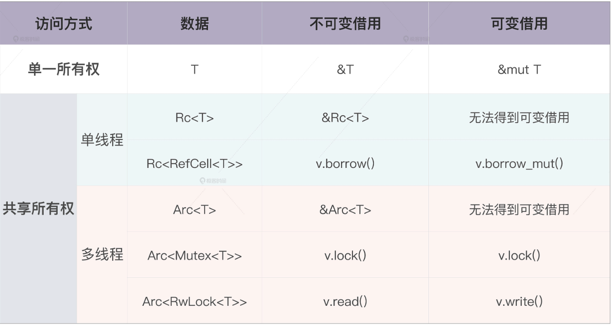 访问方式 数据 不可变借用 可变借用
单一所有权 T &T &mut T
共享所有权 单线程 Rc<T> &Rc<T> 无法得到可变借用
Rc<RefCell<T>> v.borrow() v.borrow_mut()
多线程 Arc<T> &Arc<T> 无法得到可变借用
Arc<Mutex<T>> v.lock() v.lock()
Arc<RwLock<T>> v.read() v.write()